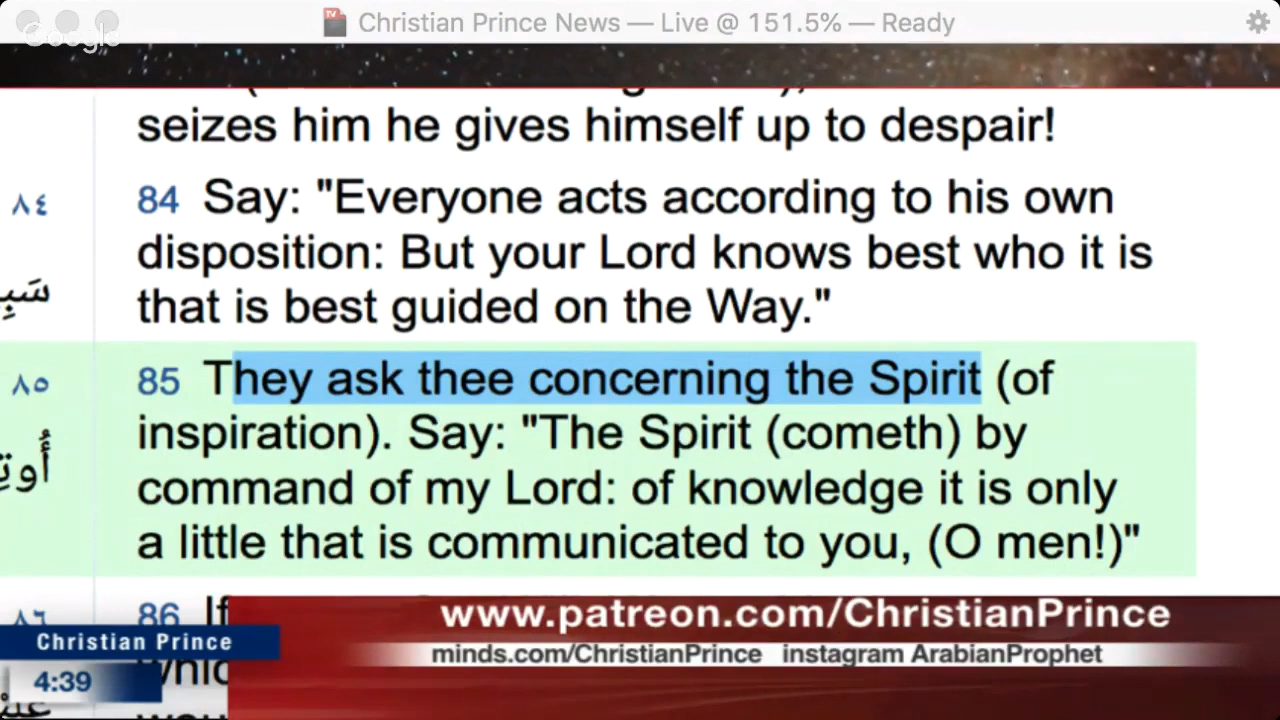 Christian Prince News — Live @ 151.5% — Ready
Google
seizes him he gives himself up to despair!
٨٤
84 Say: "Everyone acts according to his own
disposition: But your Lord knows best who it is
that is best guided on the Way."
٨٥
85 They ask thee concerning the Spirit (of
inspiration). Say: "The Spirit (cometh) by
command of my Lord: of knowledge it is only
a little that is communicated to you, (O men!)"
٨٦
86 If
www.patreon.com/ChristianPrince
Christian Prince
minds.com/ChristianPrince instagram ArabianProphet
4:39